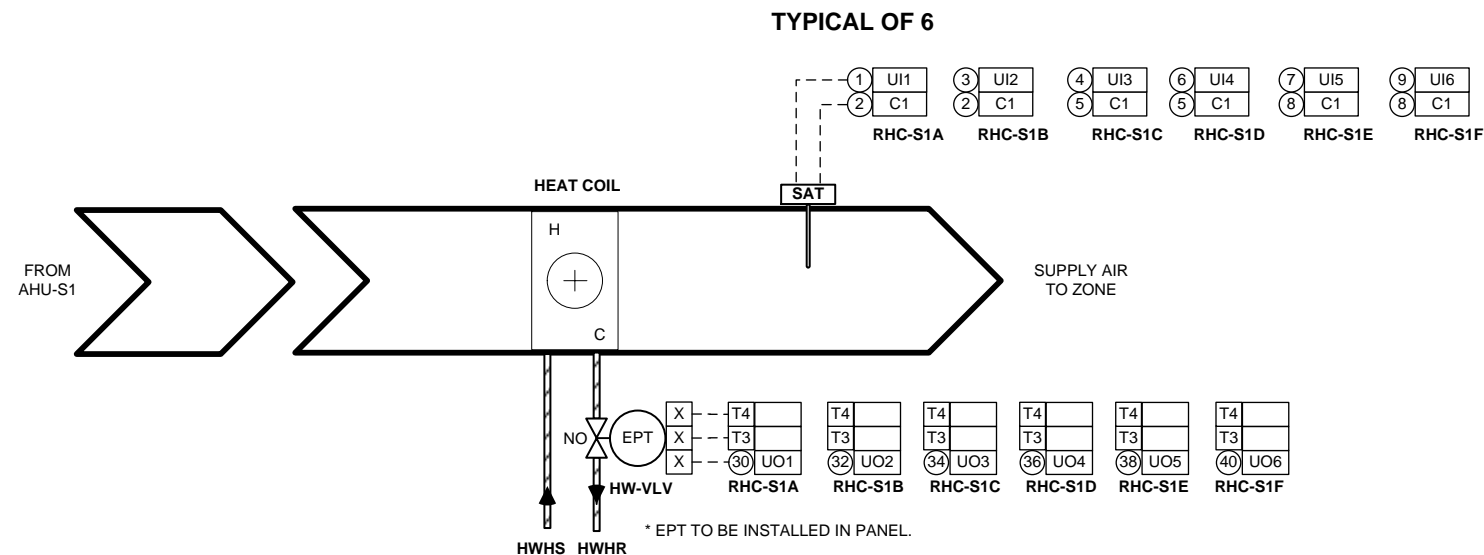 TYPICAL OF 6
1 UI1 3 UI2 4 UI3 6 UI4 7 UI5 9 UI6
2 C1 2 C1 5 C1 5 C1 8 C1 8 C1
RHC-S1A RHC-S1B RHC-S1C RHC-S1D RHC-S1E RHC-S1F
HEAT COIL
SAT
H
FROM
AHU-S1
SUPPLY AIR
TO ZONE
C
X T4 T4 T4 T4 T4 T4
NO EPT X T3 T3 T3 T3 T3 T3
X 30 UO1 32 UO2 34 UO3 36 UO4 38 UO5 40 UO6
HW-VLV RHC-S1A RHC-S1B RHC-S1C RHC-S1D RHC-S1E RHC-S1F
* EPT TO BE INSTALLED IN PANEL.
HWHS HWHR